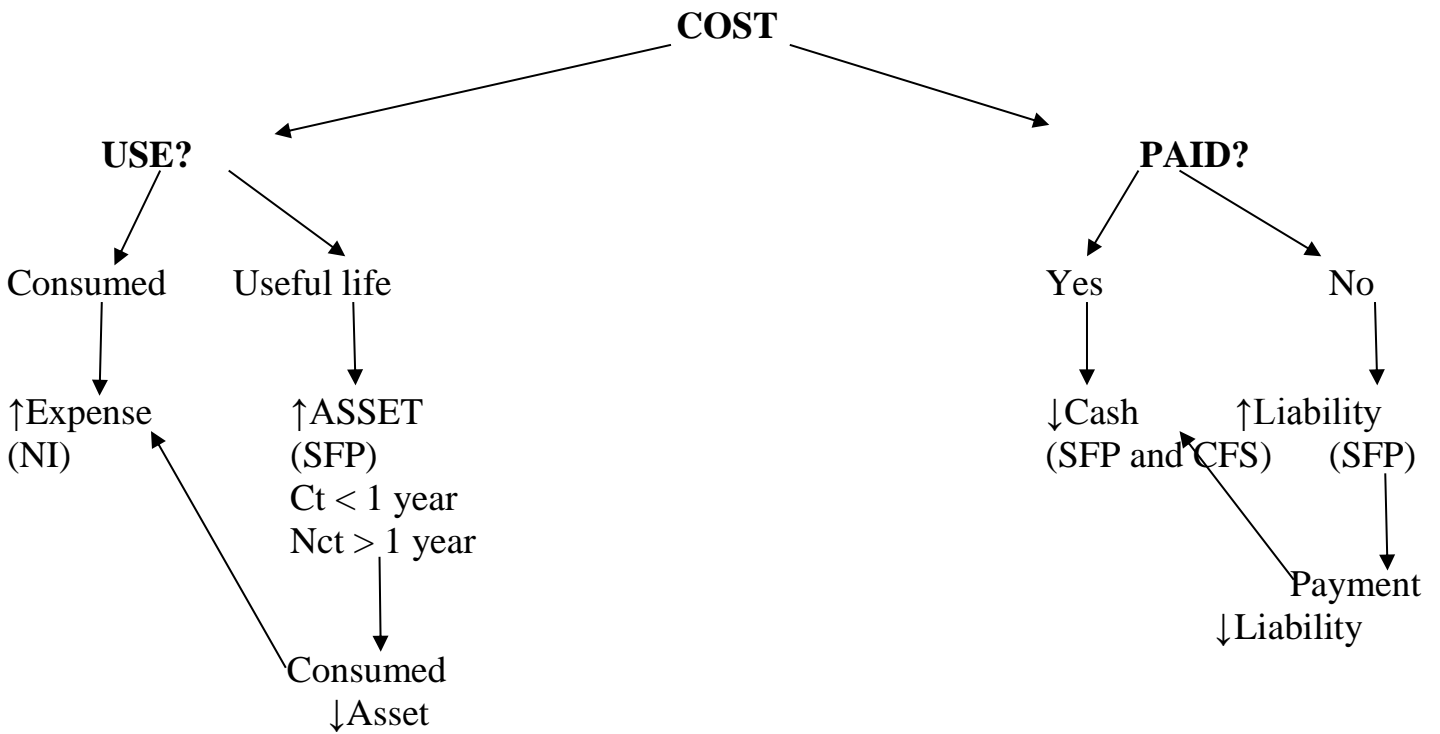 COST
USE?
PAID?
Consumed
Useful life
Yes
No
↑Expense
(NI)
↑ASSET
(SFP)
Ct < 1 year
Nct > 1 year
↓Cash
(SFP and CFS)
↑Liability
(SFP)
Consumed
↓Asset
Payment
↓Liability